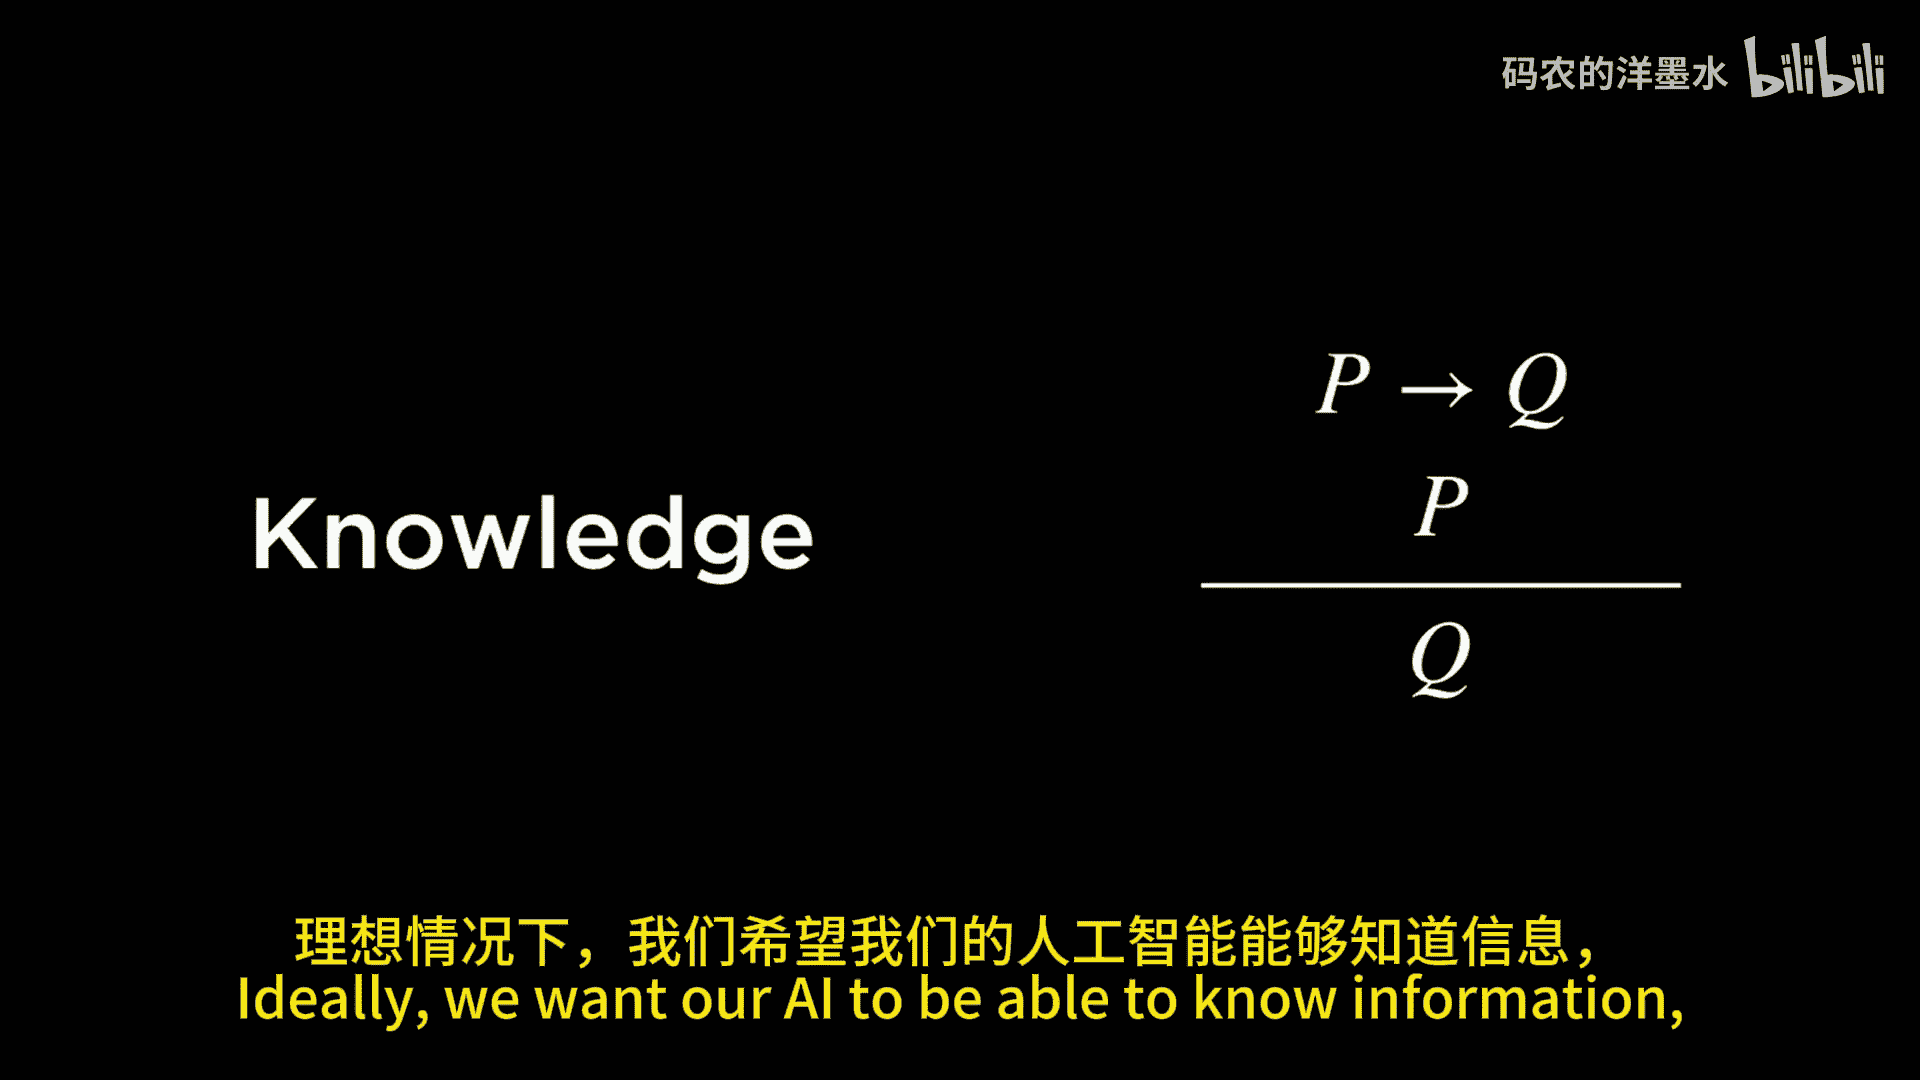 码农的洋墨水 bilibili
P → Q
P
Knowledge
Q
理想情况下，我们希望我们的人工智能能够知道信息，
Ideally, we want our AI to be able to know information,